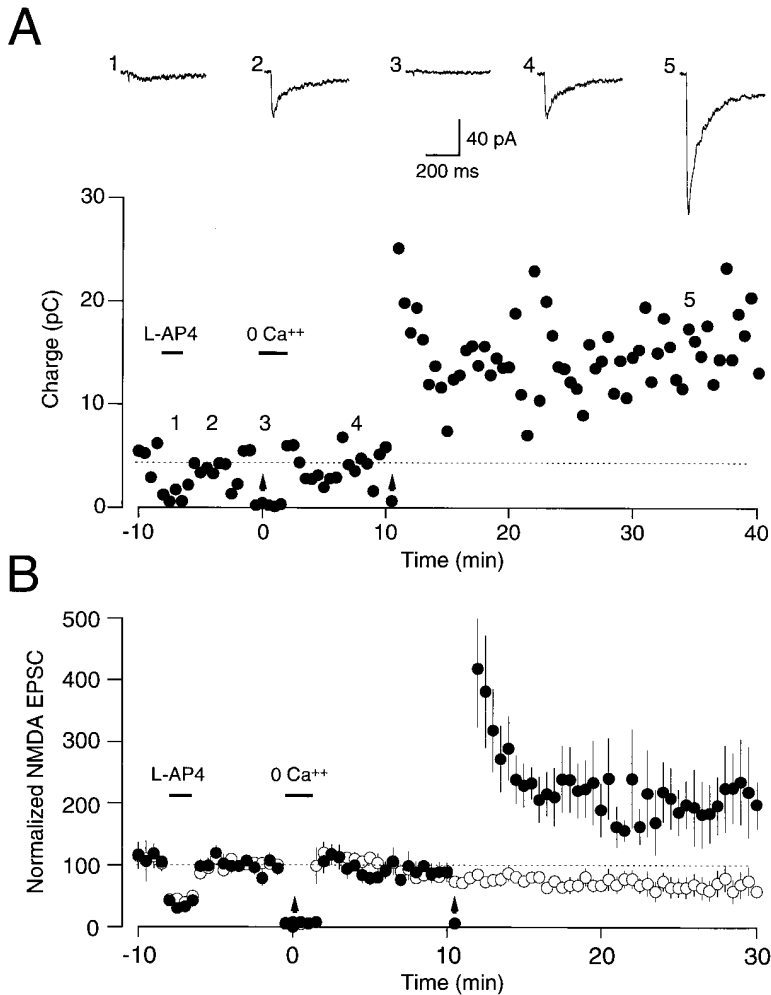 A
1 2 3 4 5
40 pA
200 ms
30
20
10
0
Charge (pC)
L-AP4 0 Ca++
1 2 3 4 5
-10 0 10 20 30 40
Time (min)
B
500
400
300
200
100
0
Normalized NMDA EPSC
L-AP4 0 Ca++
-10 0 10 20 30
Time (min)